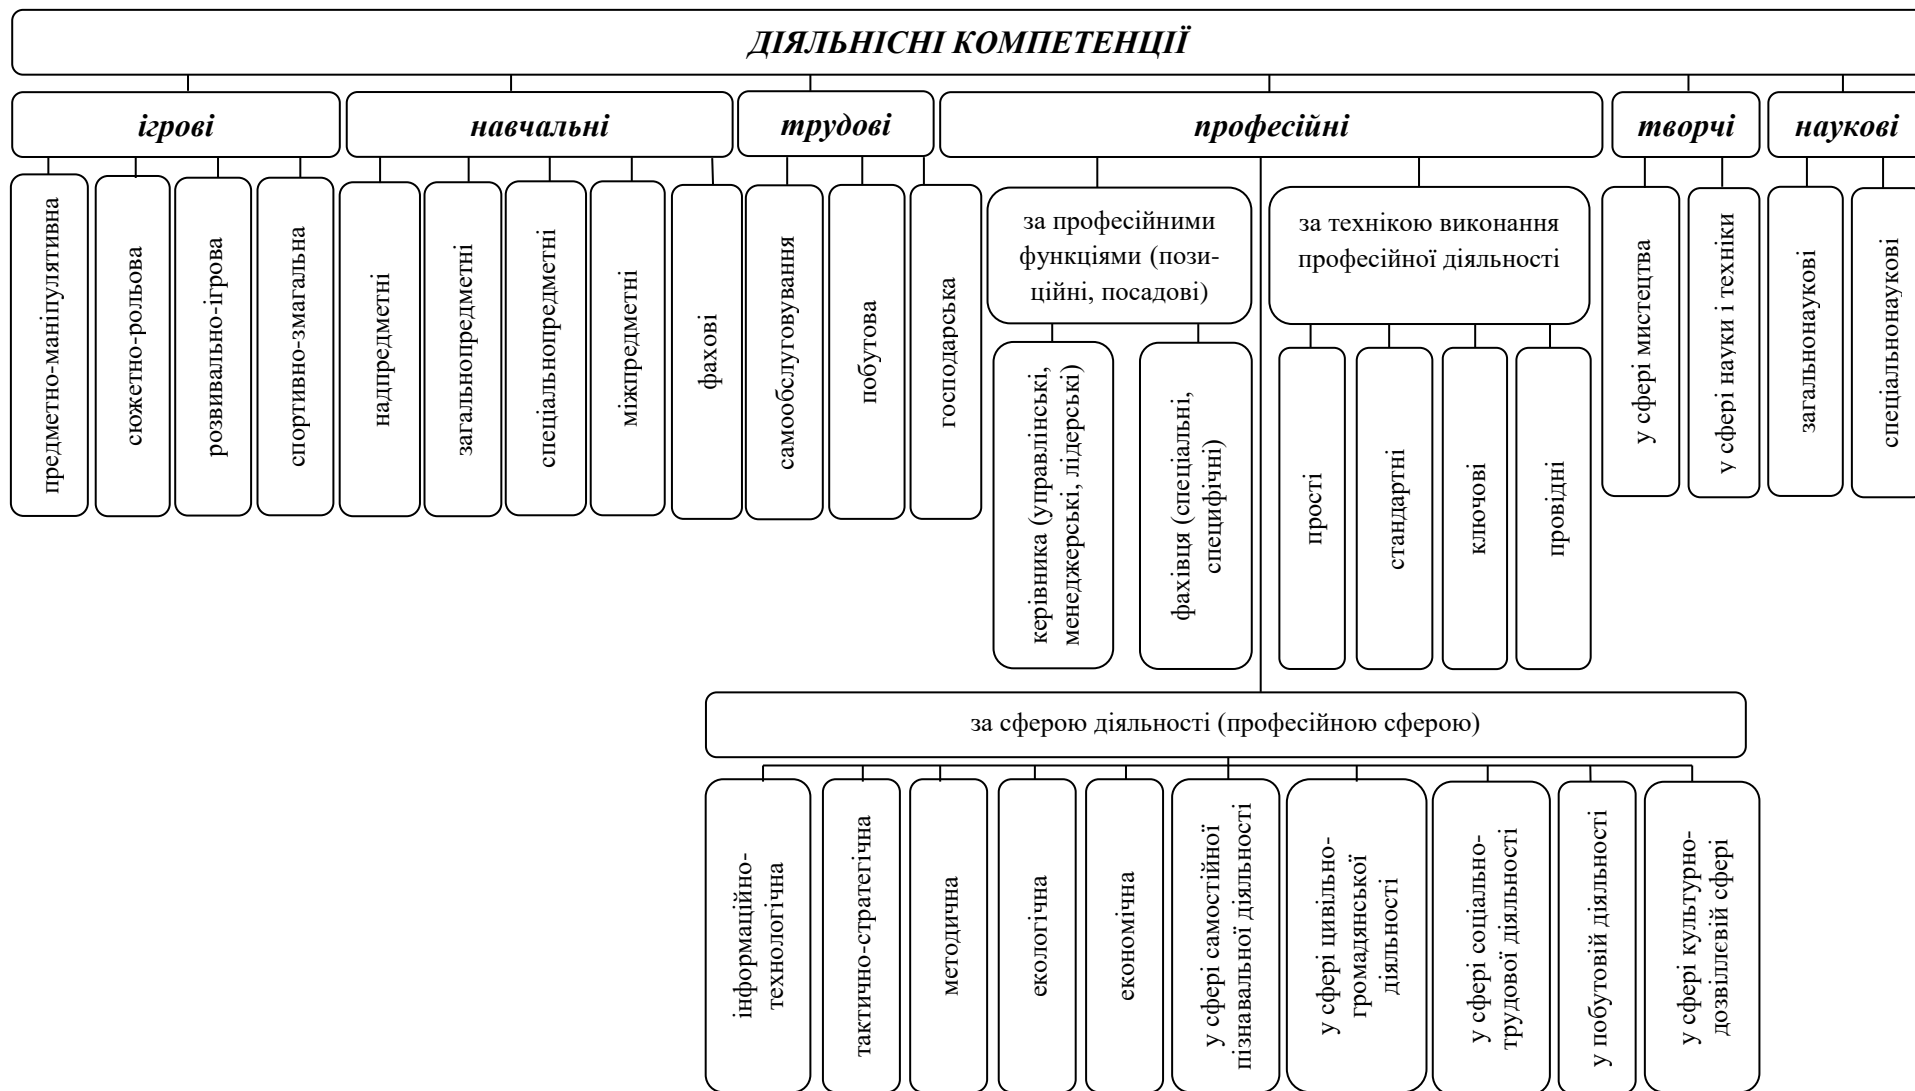 ДІЯЛЬНІСНІ КОМПЕТЕНЦІЇ
ігрові
навчальні
трудові
професійні
творчі
наукові
предметно-маніпулятивна
сюжетно-рольова
розвивально-ігрова
спортивно-змагальна
надпредметні
загальнопредметні
спеціальнопредметні
міжпредметні
фахові
самообслуговування
побутова
господарська
за професійними
функціями (пози-
ційні, посадові)
за технікою виконання
професійної діяльності
керівника (управлінські,
менеджерські, лідерські)
фахівця (спеціальні,
специфічні)
прості
стандартні
ключові
провідні
у сфері мистецтва
у сфері науки і техніки
загальнонаукові
спеціальнонаукові
за сферою діяльності (професійною сферою)
інформаційно-
технологічна
тактично-стратегічна
методична
екологічна
економічна
у сфері самостійної
пізнавальної діяльності
у сфері цивільно-
громадянської
діяльності
у сфері соціально-
трудової діяльності
у побутовій діяльності
у сфері культурно-
дозвіллєвій сфері